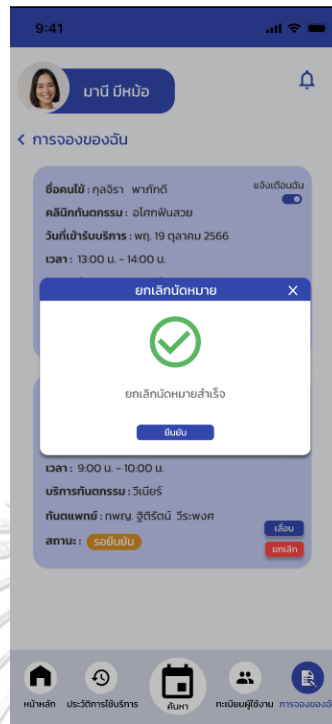 9:41
มานี มีหม้อ
การจองของฉัน
ชื่อคนไข้ : กุลจิรา พาภักดี
แจ้งเตือนฉัน
คลินิกทันตกรรม : อโศกฟันสวย
วันที่เข้ารับบริการ : พฤ. 19 ตุลาคม 2566
เวลา : 13:00 น. - 14:00 น.
ยกเลิกนัดหมาย X
ยกเลิกนัดหมายสำเร็จ
ยืนยัน
เวลา : 9:00 น. - 10:00 น.
บริการทันตกรรม : วีเนียร์
ทันตแพทย์ : ทพญ. ฐิติรัตน์ วีระพงศ์
เลื่อน
สถานะ : รอยืนยัน
ยกเลิก
หน้าหลัก ประวัติการใช้บริการ ค้นหา ทะเบียนผู้ใช้งาน การจองของฉัน